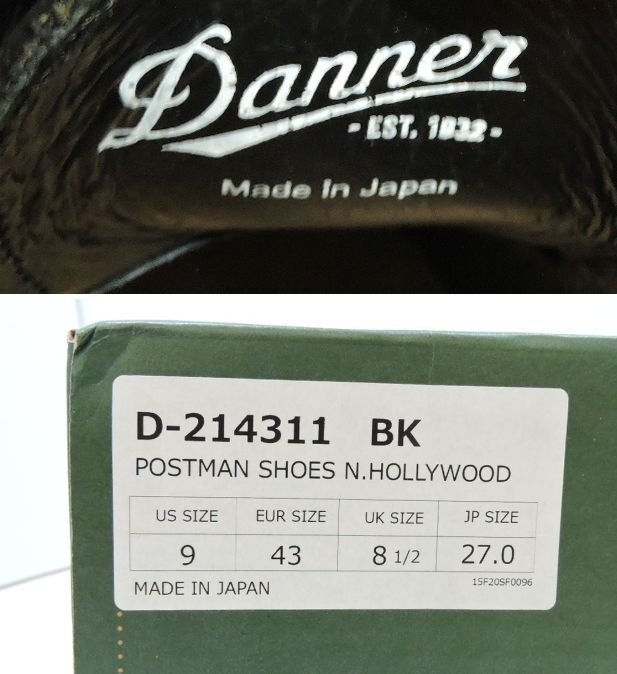 Danner
- EST. 1932 -
Made in Japan
D-214311 BK
POSTMAN SHOES N.HOLLYWOOD
US SIZE EUR SIZE UK SIZE JP SIZE
9 43 8 1/2 27.0
MADE IN JAPAN 15F20SF0096